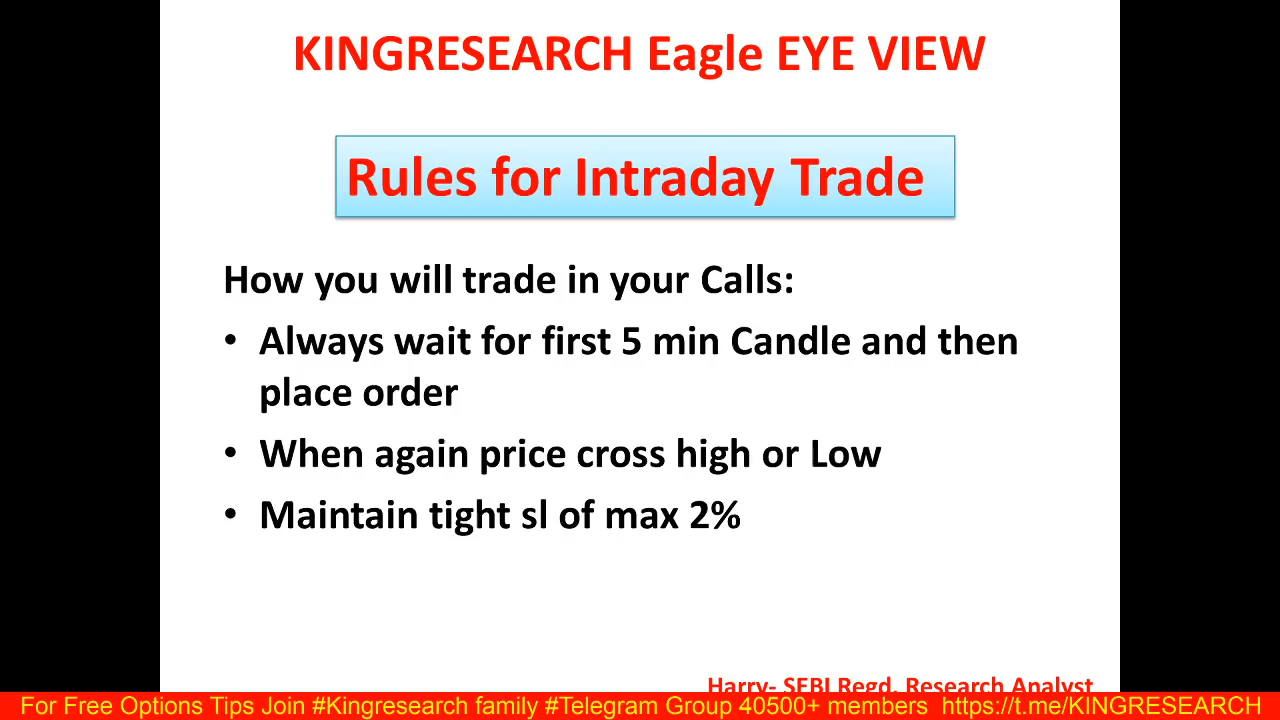 KINGRESEARCH Eagle EYE VIEW
Rules for Intraday Trade
How you will trade in your Calls:
• Always wait for first 5 min Candle and then
place order
• When again price cross high or Low
• Maintain tight sl of max 2%
Harry- SEBI Regd. Research Analyst
For Free Options Tips Join #Kingresearch family #Telegram Group 40500+ members https://t.me/KINGRESEARCH